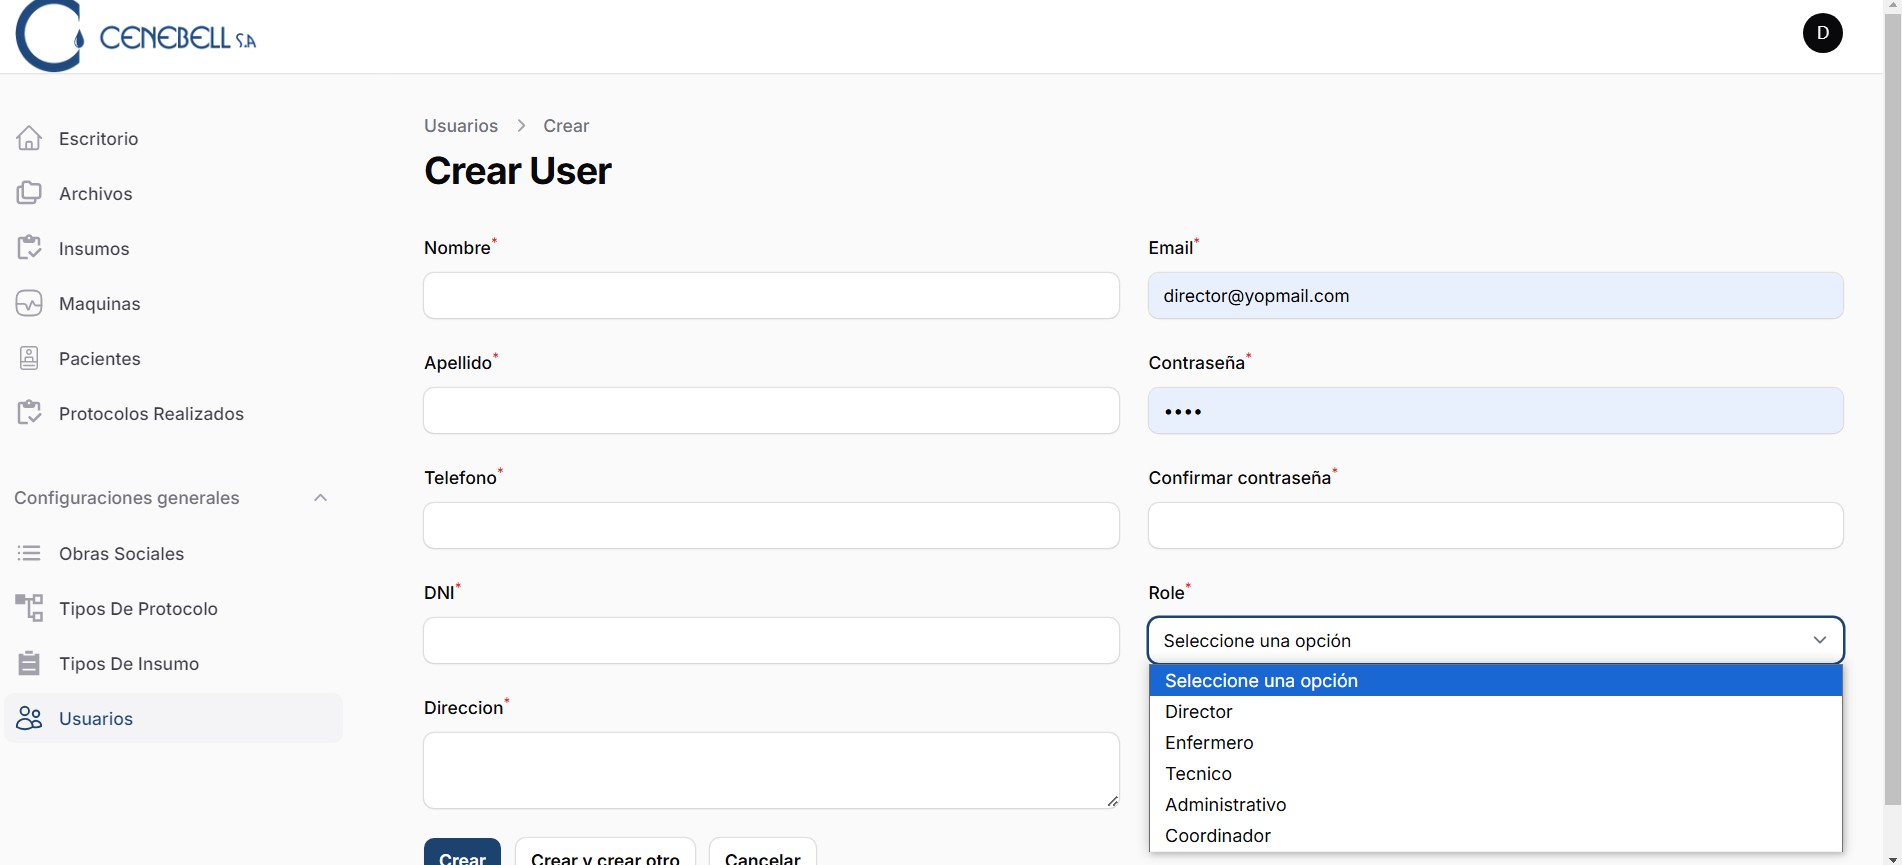 CENEBELL S.A
D
Escritorio
Archivos
Insumos
Maquinas
Pacientes
Protocolos Realizados
Configuraciones generales
Obras Sociales
Tipos De Protocolo
Tipos De Insumo
Usuarios
Usuarios > Crear
Crear User
Nombre*
Email*
director@yopmail.com
Apellido*
Contraseña*
••••
Telefono*
Confirmar contraseña*
DNI*
Role*
Seleccione una opción
Seleccione una opción
Director
Enfermero
Tecnico
Administrativo
Coordinador
Direccion*
Crear
Crear y crear otro
Cancelar